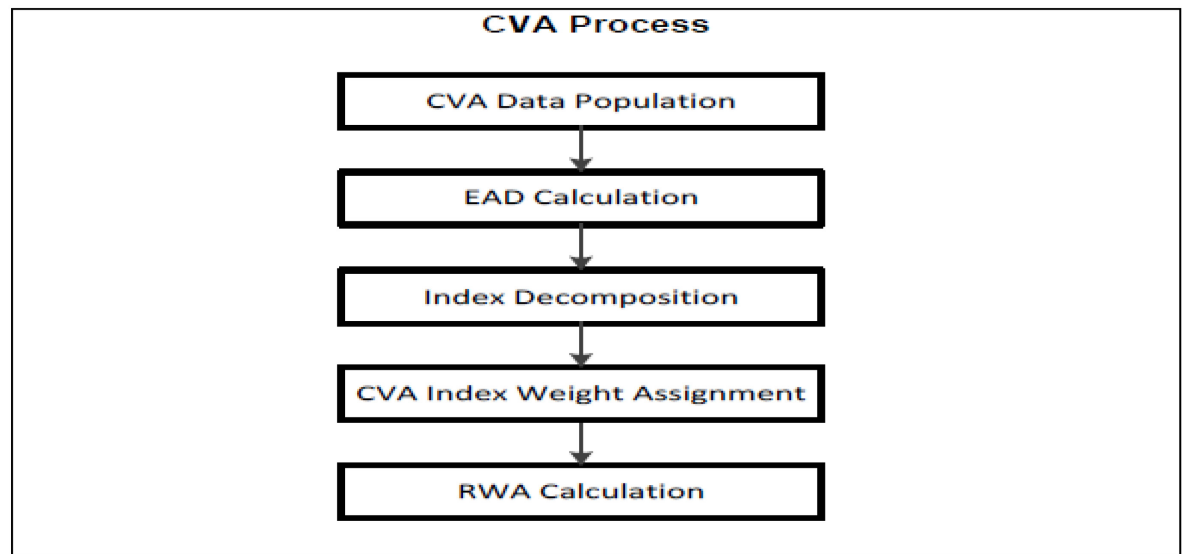 CVA Process
CVA Data Population
EAD Calculation
Index Decomposition
CVA Index Weight Assignment
RWA Calculation